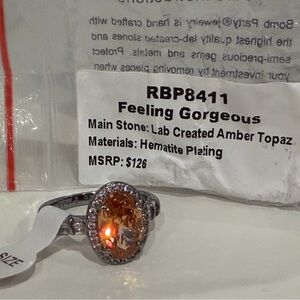 Bomb Party® jewelry is hand crafted with
the highest quality lab-created stones and
semi-precious gems and metals. Protect
your investment by removing pieces when
RBP8411
Feeling Gorgeous
Main Stone: Lab Created Amber Topaz
Materials: Hematite Plating
MSRP: $126
SIZE